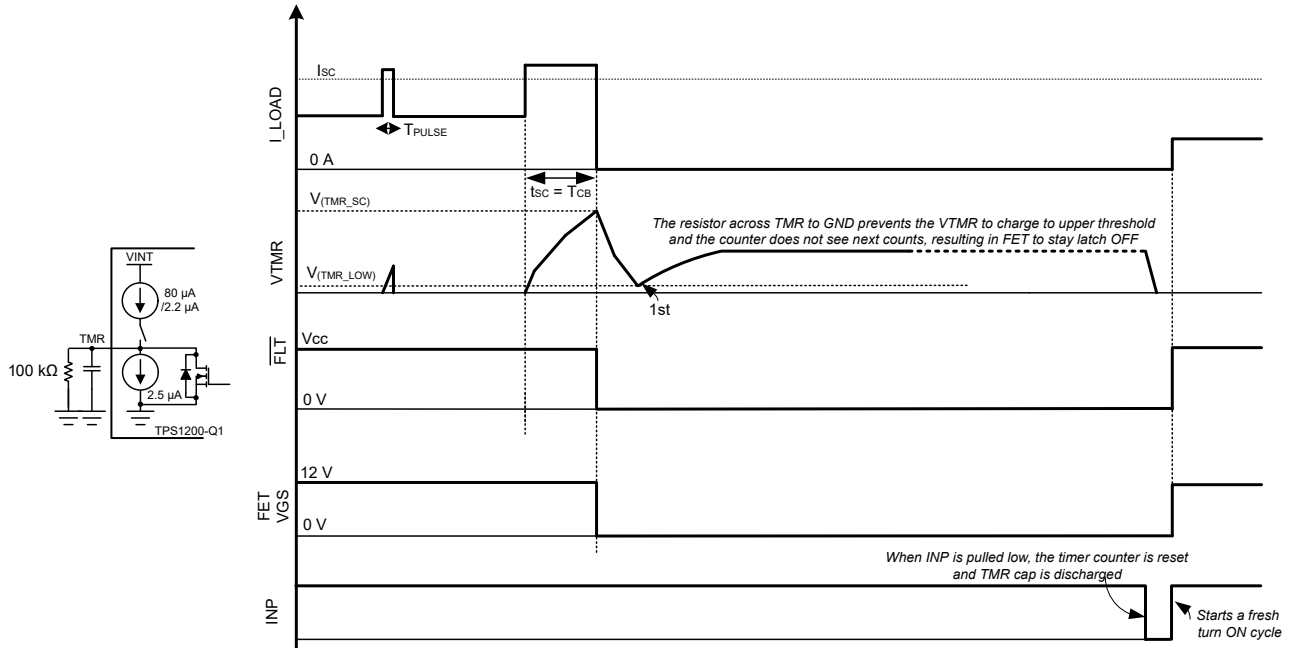 I_LOAD
ISC
TPULSE
0 A
tSC = TCB
VTMR
V(TMR_SC)
V(TMR_LOW)
The resistor across TMR to GND prevents the VTMR to charge to upper threshold
and the counter does not see next counts, resulting in FET to stay latch OFF
1st
VINT
80 µA
/2.2 µA
TMR
100 kΩ
2.5 µA
TPS1200-Q1
FLT
Vcc
0 V
FET
VGS
12 V
0 V
When INP is pulled low, the timer counter is reset
and TMR cap is discharged
INP
Starts a fresh
turn ON cycle